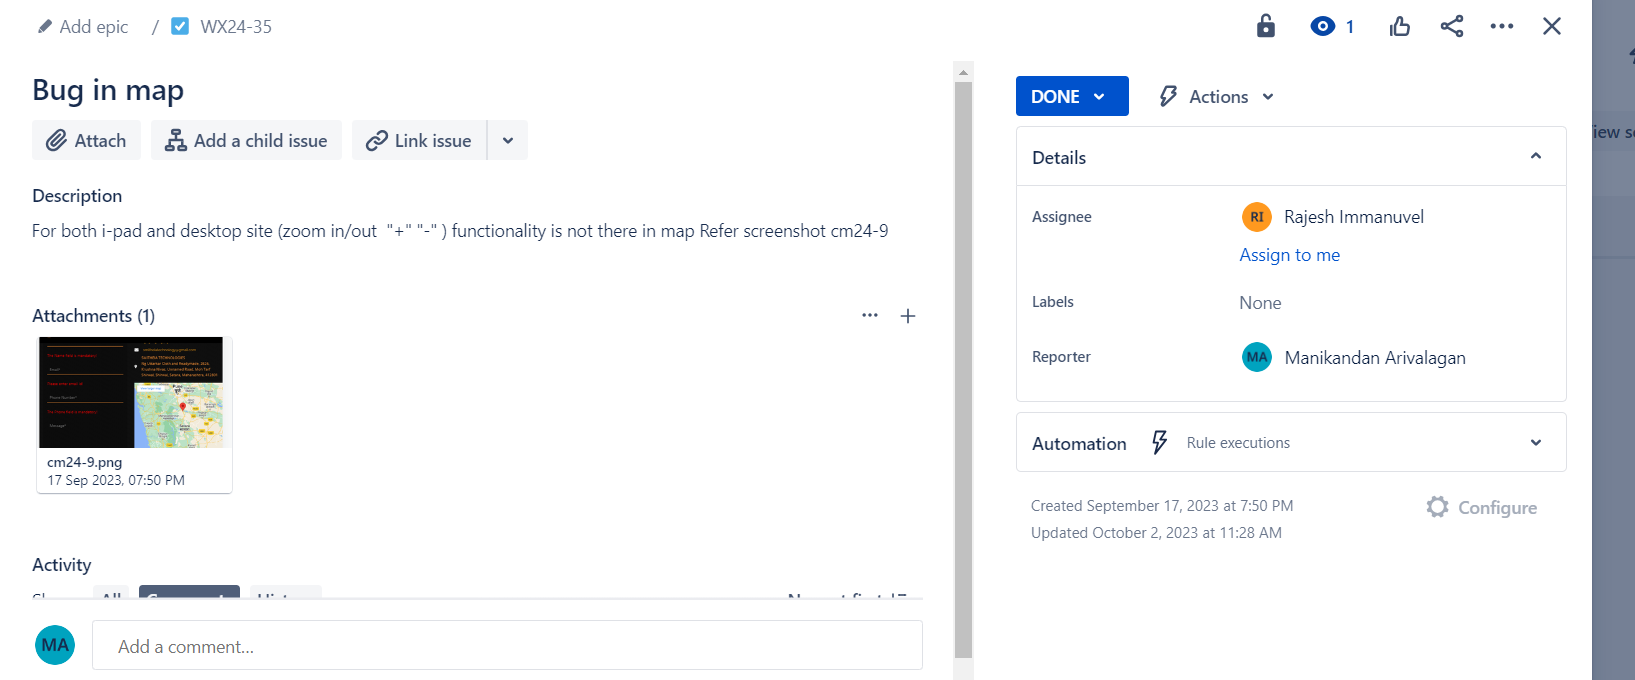 Add epic / WX24-35
1
Bug in map
Attach
Add a child issue
Link issue
Description
For both i-pad and desktop site (zoom in/out "+" "-" ) functionality is not there in map Refer screenshot cm24-9
Attachments (1)
cm24-9.png
17 Sep 2023, 07:50 PM
Activity
All
MA
Add a comment...
DONE
Actions
Details
Assignee
RI Rajesh Immanuvel
Assign to me
Labels
None
Reporter
MA Manikandan Arivalagan
Automation
Rule executions
Created September 17, 2023 at 7:50 PM
Configure
Updated October 2, 2023 at 11:28 AM